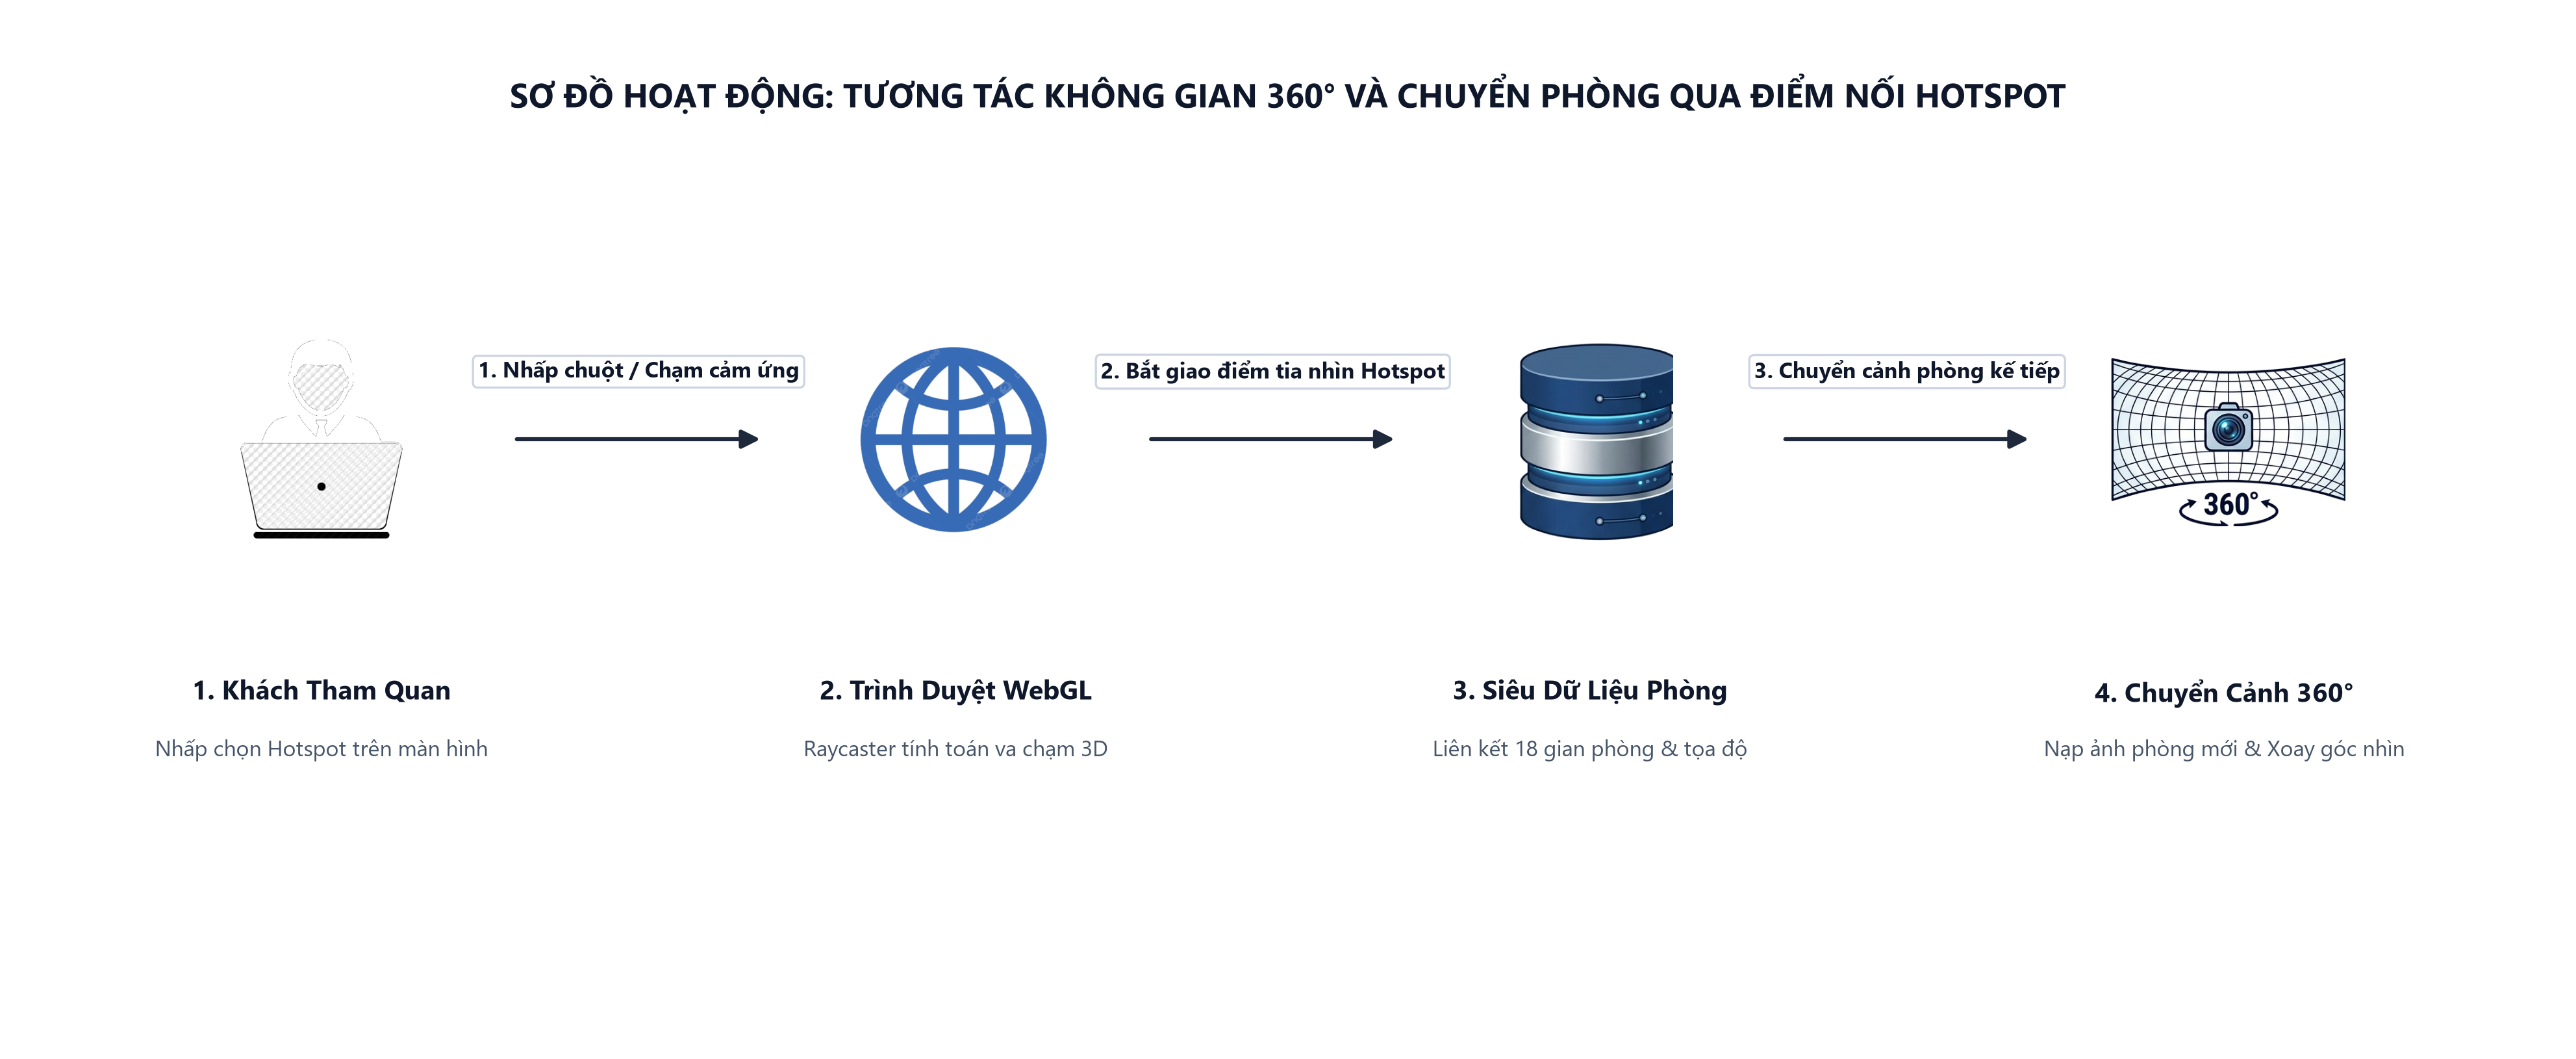 SƠ ĐỒ HOẠT ĐỘNG: TƯƠNG TÁC KHÔNG GIAN 360° VÀ CHUYỂN PHÒNG QUA ĐIỂM NỐI HOTSPOT
1. Nhấp chuột / Chạm cảm ứng
2. Bắt giao điểm tia nhìn Hotspot
3. Chuyển cảnh phòng kế tiếp
360°
1. Khách Tham Quan
2. Trình Duyệt WebGL
3. Siêu Dữ Liệu Phòng
4. Chuyển Cảnh 360°
Nhấp chọn Hotspot trên màn hình
Raycaster tính toán va chạm 3D
Liên kết 18 gian phòng & tọa độ
Nạp ảnh phòng mới & Xoay góc nhìn